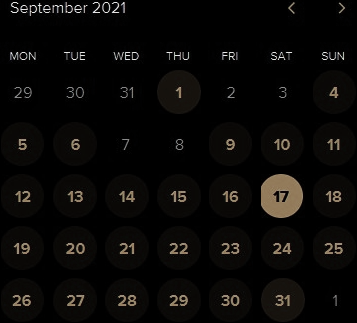 September 2021
MON TUE WED THU FRI SAT SUN
29 30 31 1 2 3 4
5 6 7 8 9 10 11
12 13 14 15 16 17 18
19 20 21 22 23 24 25
26 27 28 29 30 31 1